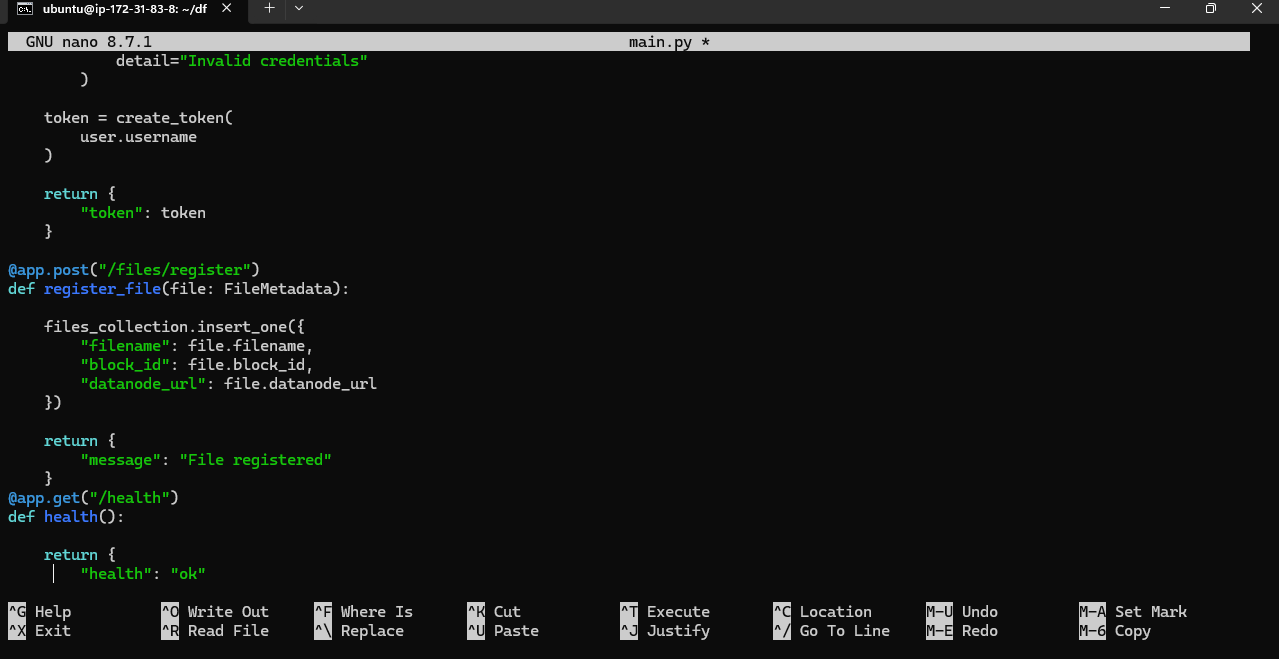 ubuntu@ip-172-31-83-8: ~/df
GNU nano 8.7.1 main.py *
            detail="Invalid credentials"
        )

    token = create_token(
        user.username
    )

    return {
        "token": token
    }

@app.post("/files/register")
def register_file(file: FileMetadata):

    files_collection.insert_one({
        "filename": file.filename,
        "block_id": file.block_id,
        "datanode_url": file.datanode_url
    })

    return {
        "message": "File registered"
    }
@app.get("/health")
def health():

    return {
        "health": "ok"

^G Help ^O Write Out ^F Where Is ^K Cut ^T Execute ^C Location M-U Undo M-A Set Mark
^X Exit ^R Read File ^\ Replace ^U Paste ^J Justify ^/ Go To Line M-E Redo M-6 Copy